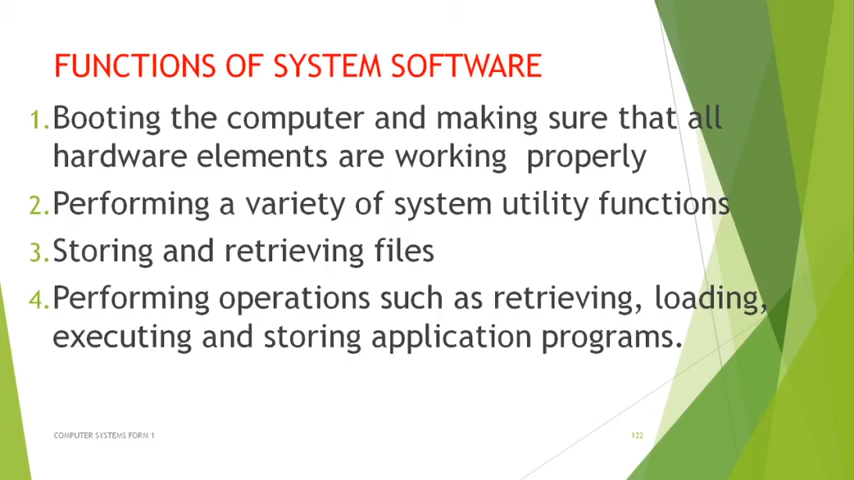 FUNCTIONS OF SYSTEM SOFTWARE
1. Booting the computer and making sure that all
hardware elements are working properly
2. Performing a variety of system utility functions
3. Storing and retrieving files
4. Performing operations such as retrieving, loading,
executing and storing application programs.
COMPUTER SYSTEMS FORM 1
122